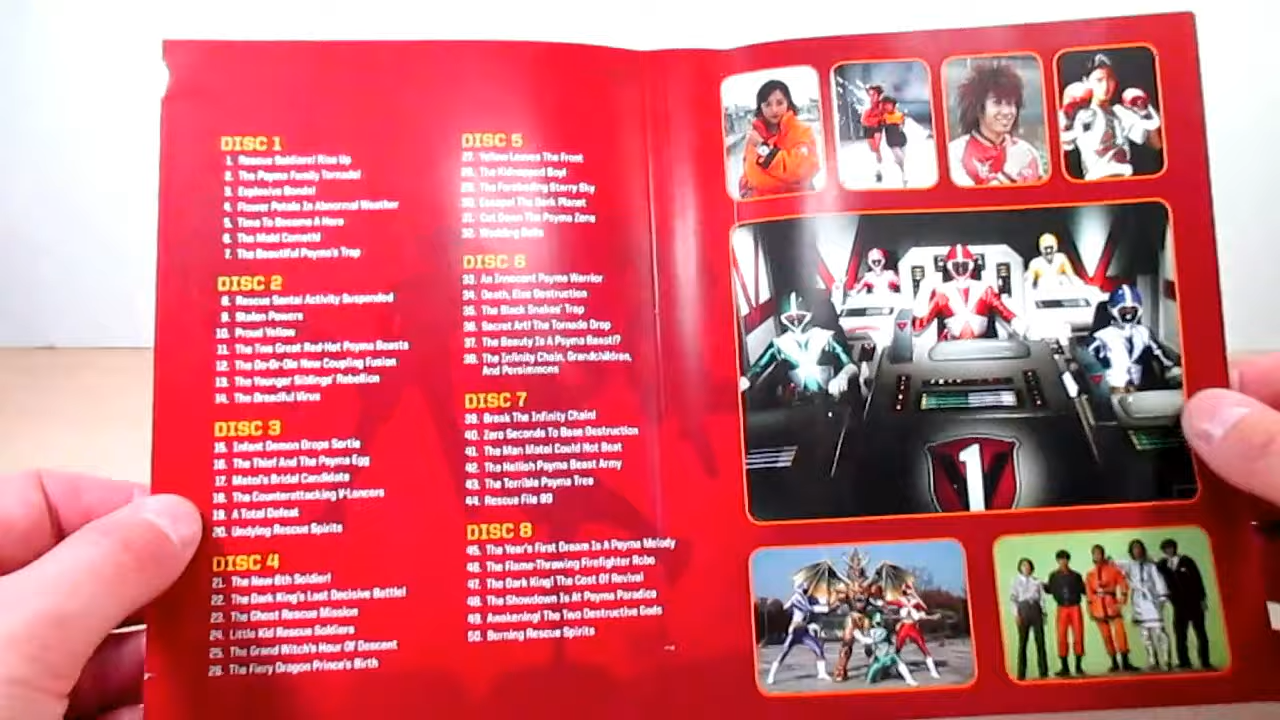 DISC 1
1. Rescue Soldiers! Rise Up
2. The Psyma Family Tornado!
3. Explosive Bonds!
4. Flower Petals In Abnormal Weather
5. Time To Become A Hero
6. The Maid Cometh!
7. The Beautiful Psyma's Trap
DISC 2
8. Rescue Sentai Activity Suspended
9. Stolen Powers
10. Proud Yellow
11. The Two Great Red-Hot Psyma Beasts
12. The Do-Or-Die New Coupling Fusion
13. The Younger Siblings' Rebellion
14. The Dreadful Virus
DISC 3
15. Infant Demon Drops Sortie
16. The Thief And The Psyma Egg
17. Matoi's Bridal Candidate
18. The Counterattacking V-Lancers
19. A Total Defeat
20. Undying Rescue Spirits
DISC 4
21. The New 6th Soldier!
22. The Dark King's Last Decisive Battle!
23. The Ghost Rescue Mission
24. Little Kid Rescue Soldiers
25. The Grand Witch's Hour Of Descent
26. The Fiery Dragon Prince's Birth
DISC 5
27. Yellow Leaves The Front
28. The Kidnapped Boy!
29. The Foreboding Starry Sky
30. Escape! The Dark Planet
31. Cut Down The Psyma Zone
32. Wedding Bells
DISC 6
33. An Innocent Psyma Warrior
34. Death, Else Destruction
35. The Black Snakes' Trap
36. Secret Art! The Tornado Drop
37. The Beauty Is A Psyma Beast!?
38. The Infinity Chain, Grandchildren,
And Persimmons
DISC 7
39. Break The Infinity Chain!
40. Zero Seconds To Base Destruction
41. The Man Matoi Could Not Beat
42. The Hellish Psyma Beast Army
43. The Terrible Psyma Tree
44. Rescue File 99
DISC 8
45. The Year's First Dream Is A Psyma Melody
46. The Flame-Throwing Firefighter Robo
47. The Dark King! The Cost Of Revival
48. The Showdown Is At Psyma Paradise
49. Awakening! The Two Destructive Gods
50. Burning Rescue Spirits
1